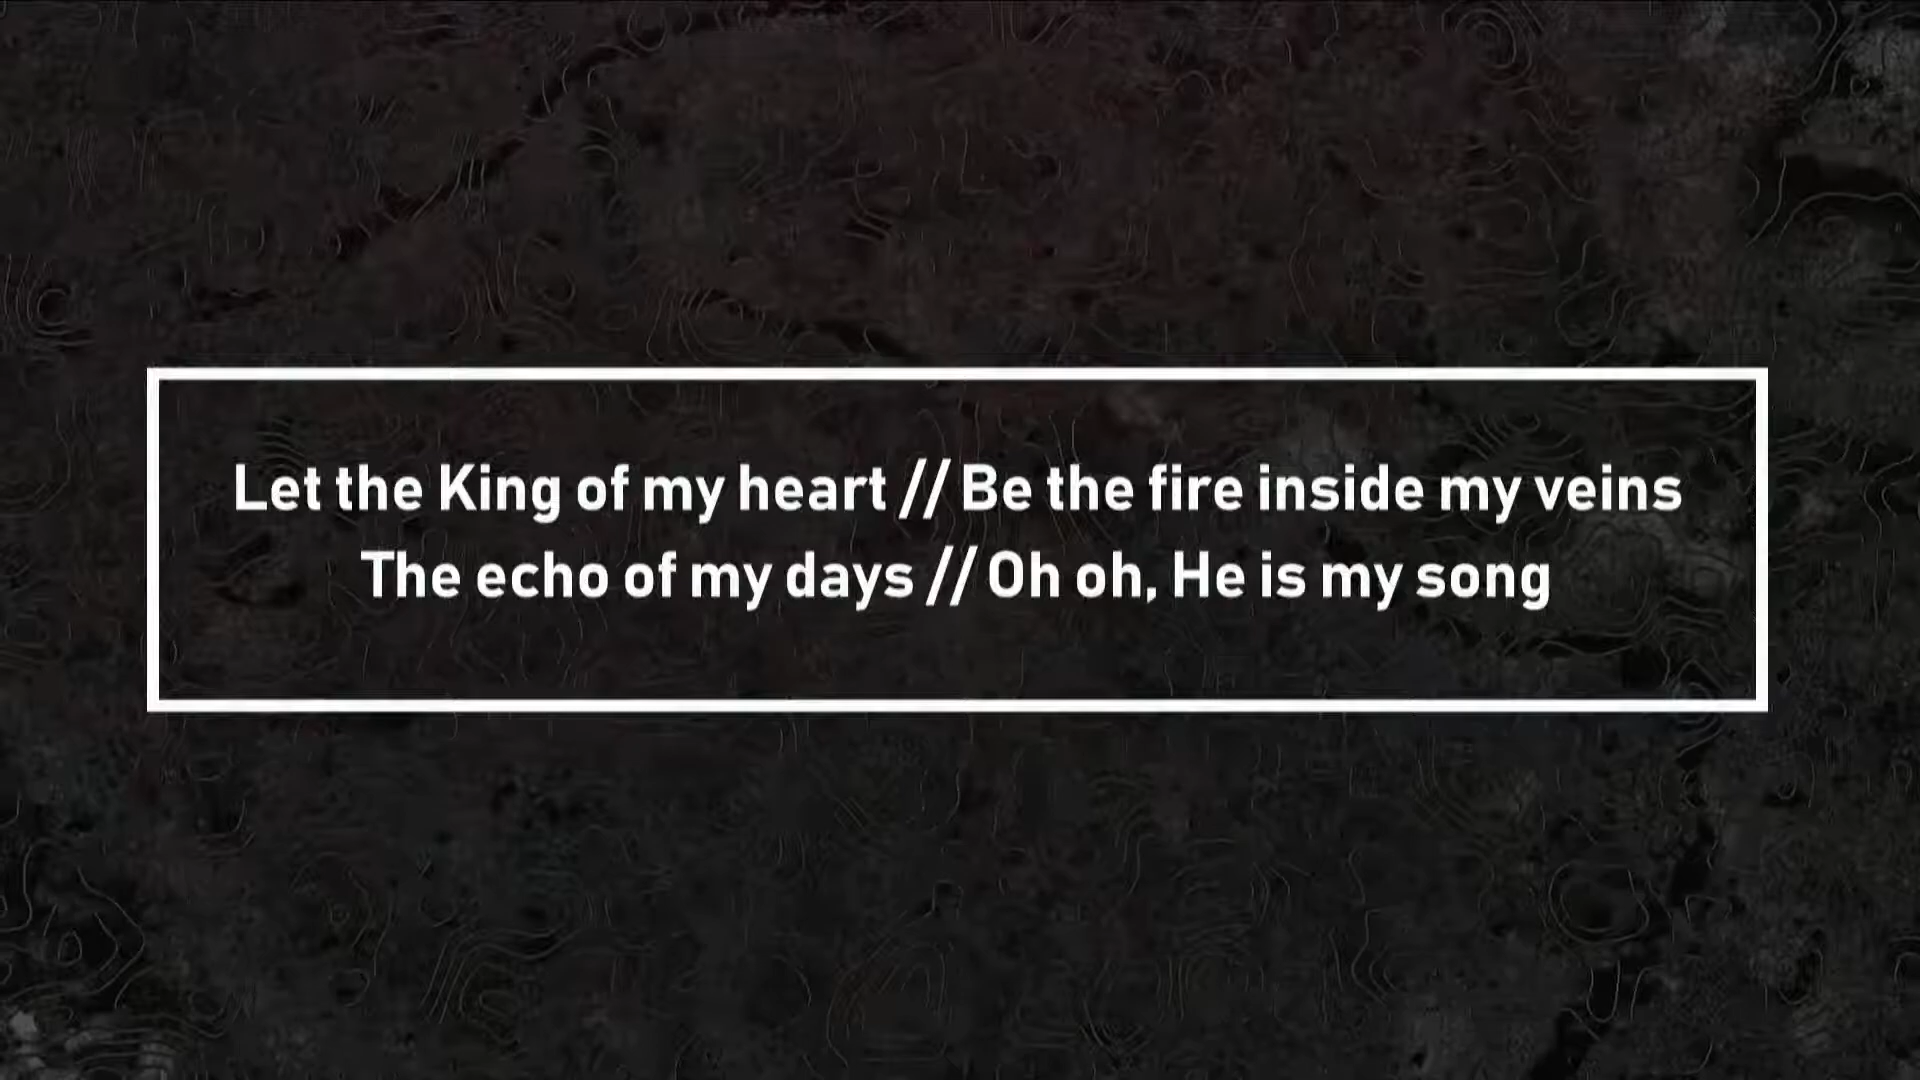 Let the King of my heart // Be the fire inside my veins
The echo of my days // Oh oh, He is my song